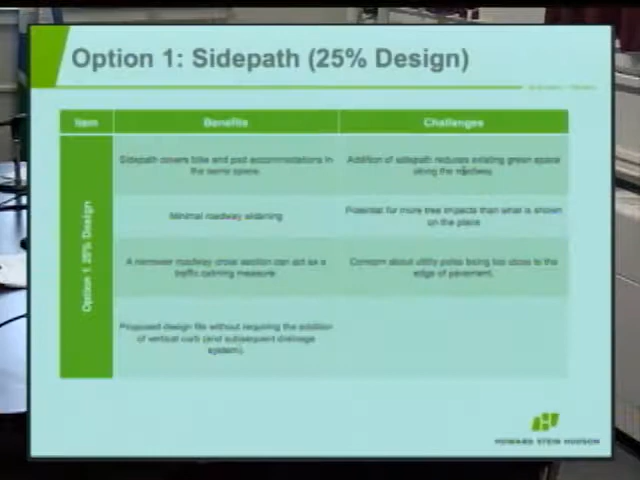 Option 1: Sidepath (25% Design)
Item
Benefits
Challenges
Option 1 25% Design
Sidepath covers bike and ped accommodations in
the same space.
Addition of sidepath reduces existing green space
along the roadway.
Minimal roadway widening
Potential for more tree impacts than what is shown
on the plans
A narrower roadway cross section can act as a
traffic calming measure
Concern about utility poles being too close to the
edge of pavement.
Proposed design fits without requiring the addition
of vertical curb (and subsequent drainage
system).
HOWARD STEIN HUDSON